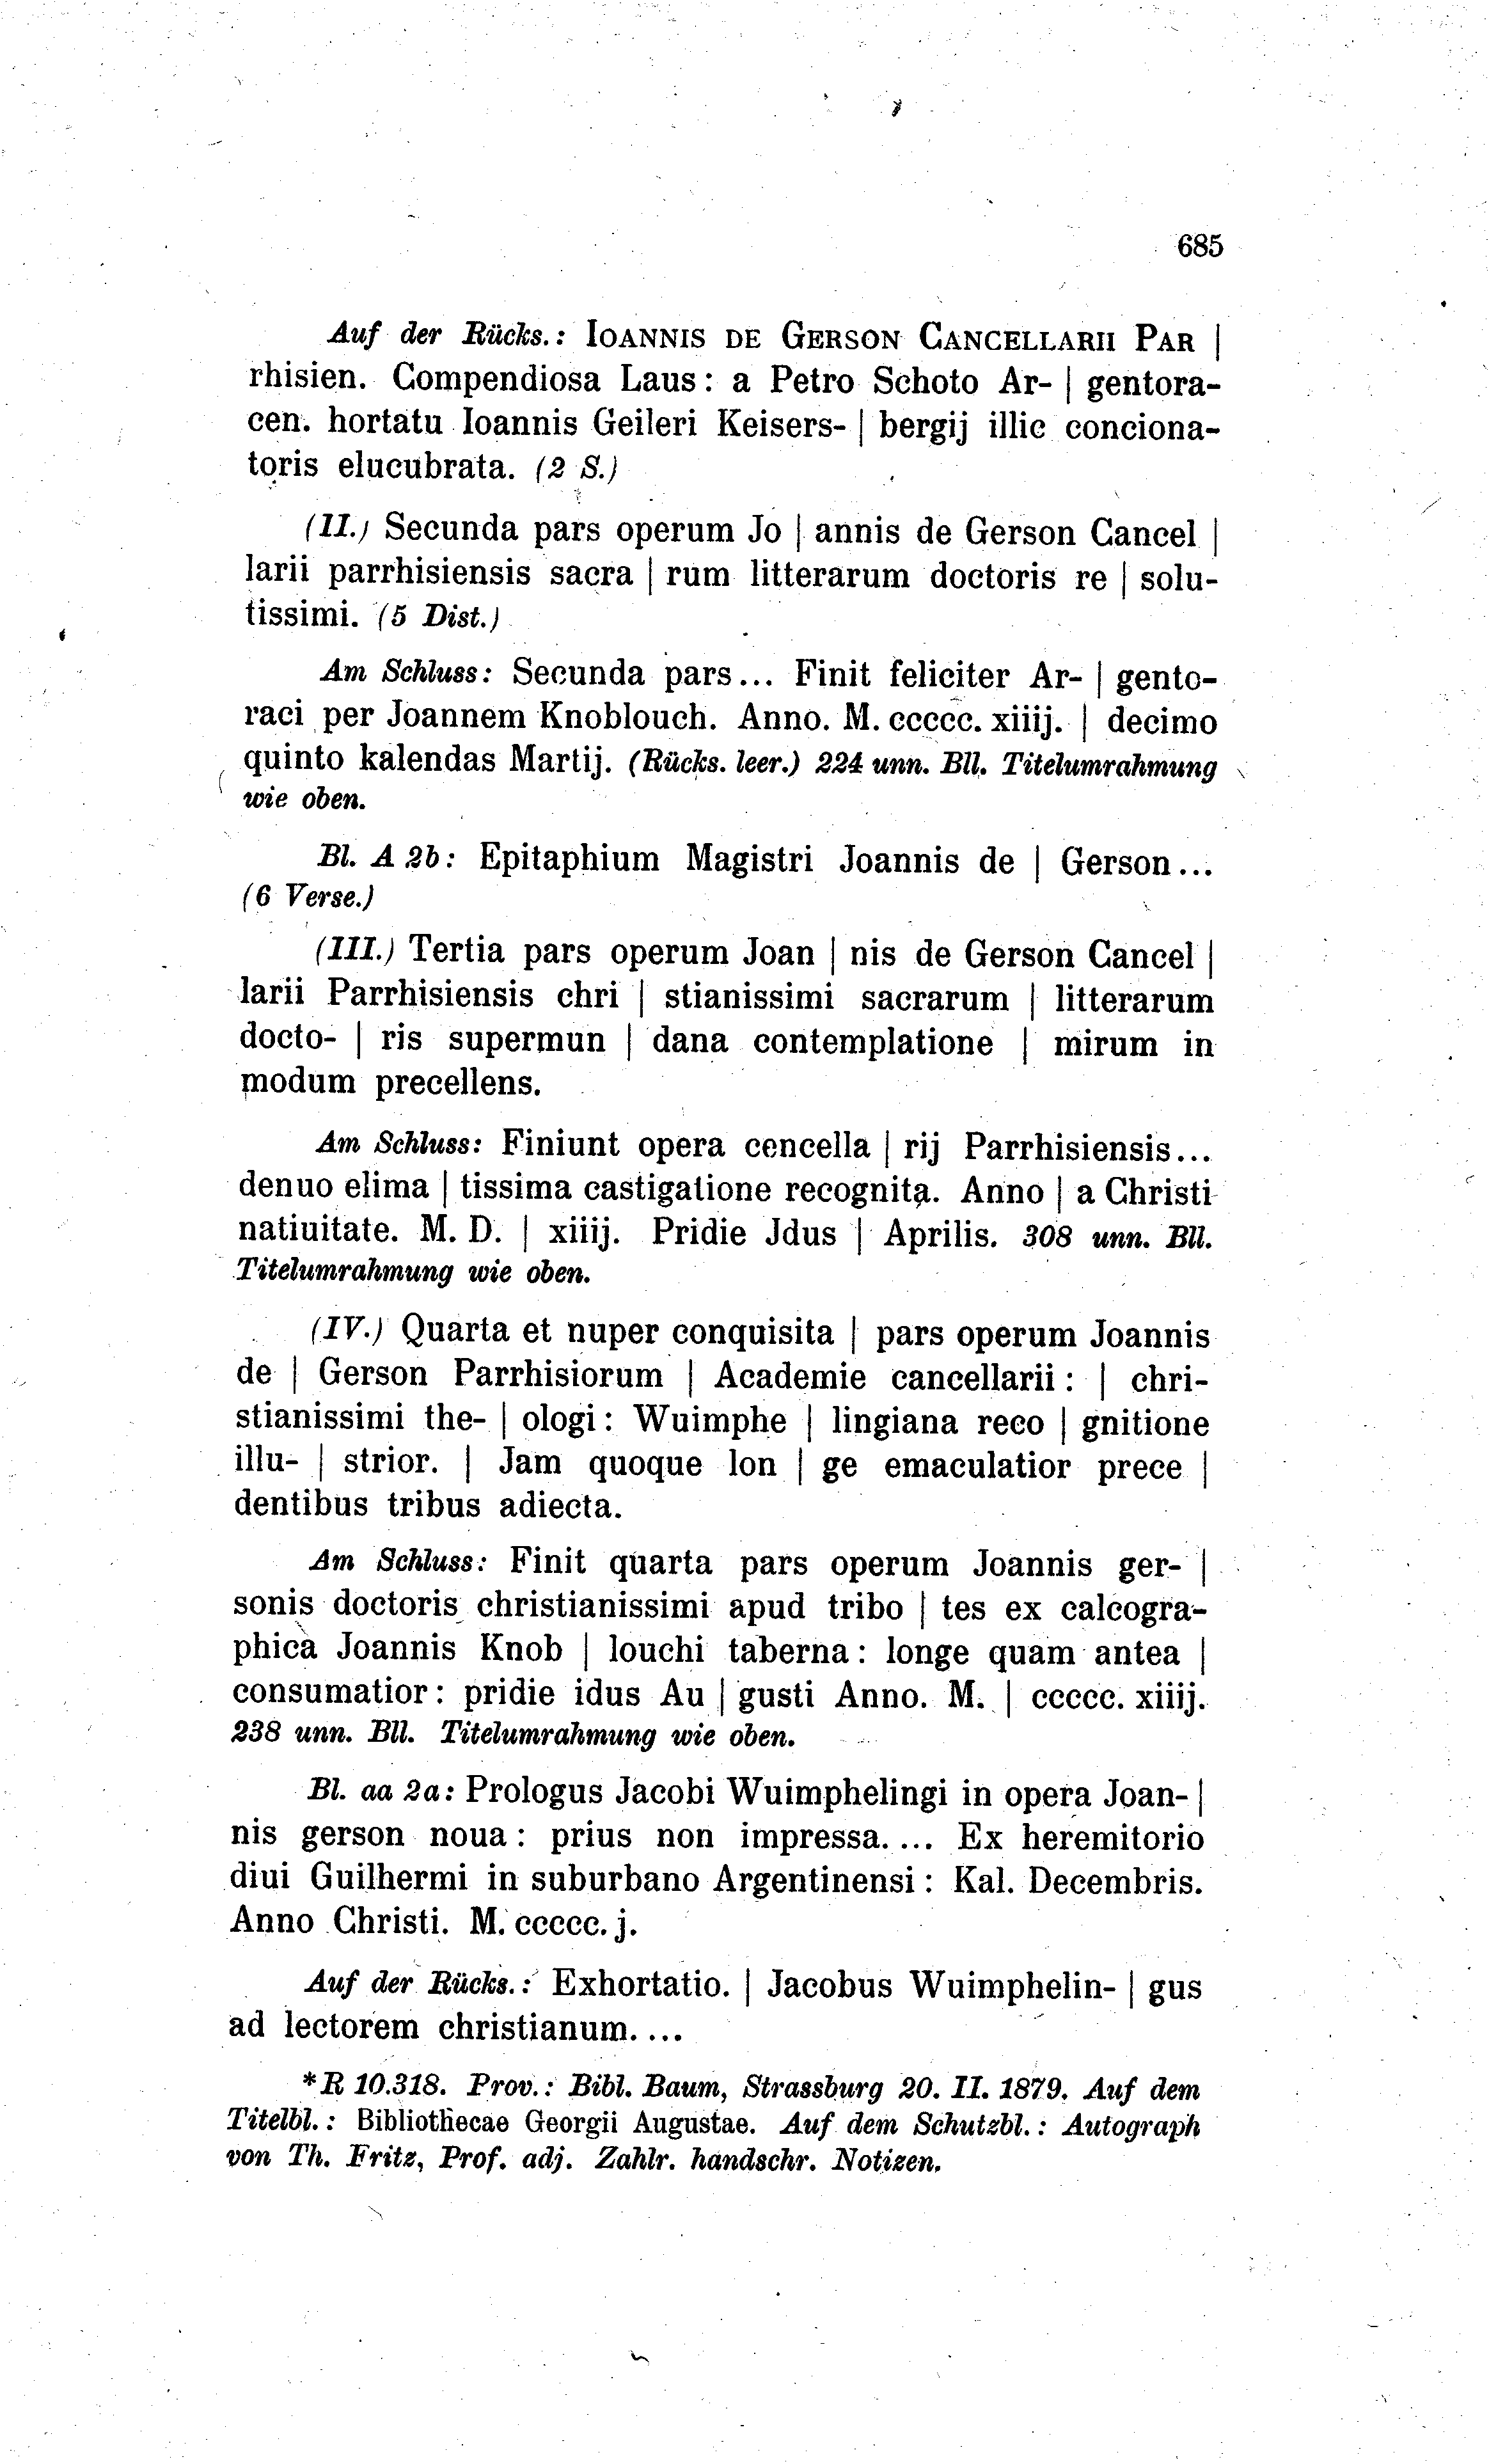 685
Auf der Rücks.: IOANNIS DE GERSON CANCELLARII PAR |
rhisien. Compendiosa Laus: a Petro Schoto Ar- | gentora-
cen. hortatu Ioannis Geileri Keisers- | bergij illic conciona-
toris elucubrata. (2 S.)
(II.) Secunda pars operum Jo | annis de Gerson Cancel |
larii parrhisiensis sacra | rum litterarum doctoris re | solu-
tissimi. (5 Dist.)
Am Schluss: Secunda pars... Finit feliciter Ar- | gento-
raci per Joannem Knoblouch. Anno. M. ccccc. xiiij. | decimo
quinto kalendas Martij. (Rücks. leer.) 224 unn. Bll. Titelumrahmung
wie oben.
Bl. A 2b: Epitaphium Magistri Joannis de | Gerson...
(6 Verse.)
(III.) Tertia pars operum Joan | nis de Gerson Cancel |
larii Parrhisiensis chri | stianissimi sacrarum | litterarum
docto- | ris supermun | dana contemplatione | mirum in
modum precellens.
Am Schluss: Finiunt opera cencella | rij Parrhisiensis...
denuo elima | tissima castigatione recognita. Anno | a Christi
natiuitate. M. D. | xiiij. Pridie Jdus | Aprilis. 308 unn. Bll.
Titelumrahmung wie oben.
(IV.) Quarta et nuper conquisita | pars operum Joannis
de | Gerson Parrhisiorum | Academie cancellarii: | chri-
stianissimi the- | ologi: Wuimphe | lingiana reco | gnitione
illu- | strior. | Jam quoque lon | ge emaculatior prece |
dentibus tribus adiecta.
Am Schluss: Finit quarta pars operum Joannis ger- |
sonis doctoris christianissimi apud tribo | tes ex calcogra-
phica Joannis Knob | louchi taberna: longe quam antea |
consumatior: pridie idus Au | gusti Anno. M. | ccccc. xiiij.
238 unn. Bll. Titelumrahmung wie oben.
Bl. aa 2a: Prologus Jacobi Wuimphelingi in opera Joan- |
nis gerson noua: prius non impressa. ... Ex heremitorio
diui Guilhermi in suburbano Argentinensi: Kal. Decembris.
Anno Christi. M. ccccc. j.
Auf der Rücks.: Exhortatio. | Jacobus Wuimphelin- | gus
ad lectorem christianum. ...
*R 10.318. Prov.: Bibl. Baum, Strassburg 20. II. 1879. Auf dem
Titelbl.: Bibliothecae Georgii Augustae. Auf dem Schutzbl.: Autograph
von Th. Fritz, Prof. adj. Zahlr. handschr. Notizen.